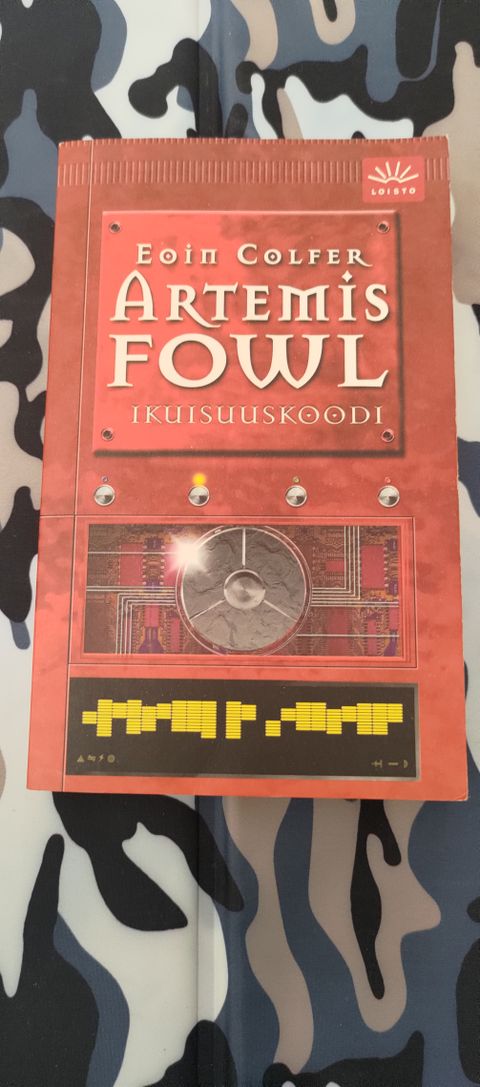 LOISTO
EOIN COLFER
ARTEMIS
FOWL
IKUISUUSKOODI